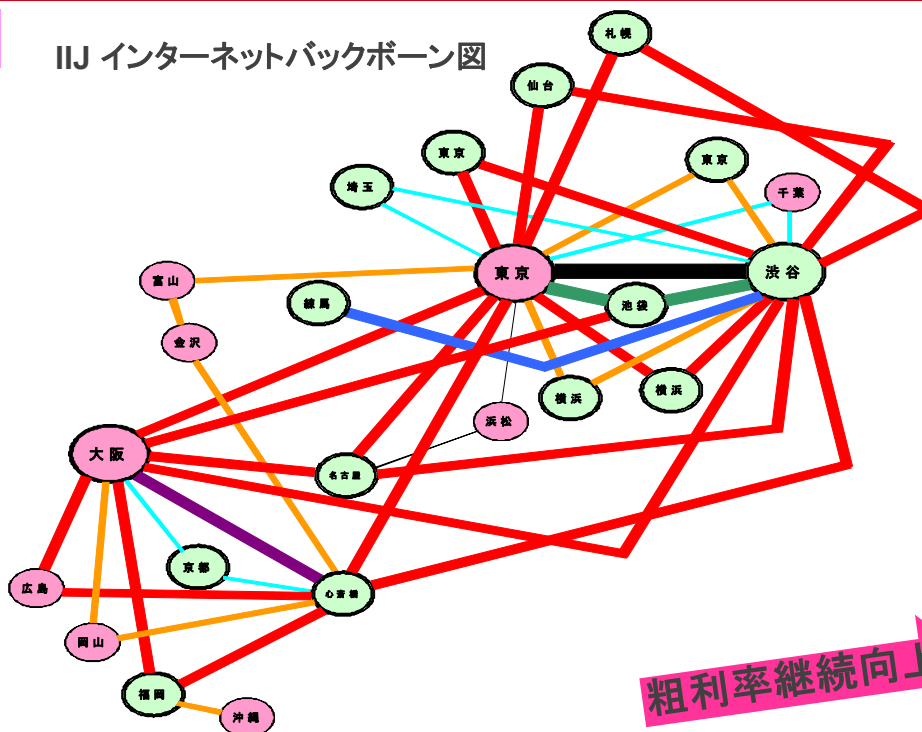 IIJ インターネットバックボーン図
札幌
仙台
東京
東京
埼玉
千葉
東京
渋谷
富山
練馬
池袋
金沢
横浜
横浜
浜松
大阪
名古屋
京都
広島
心斎橋
岡山
福岡
沖縄
粗利率継続向上